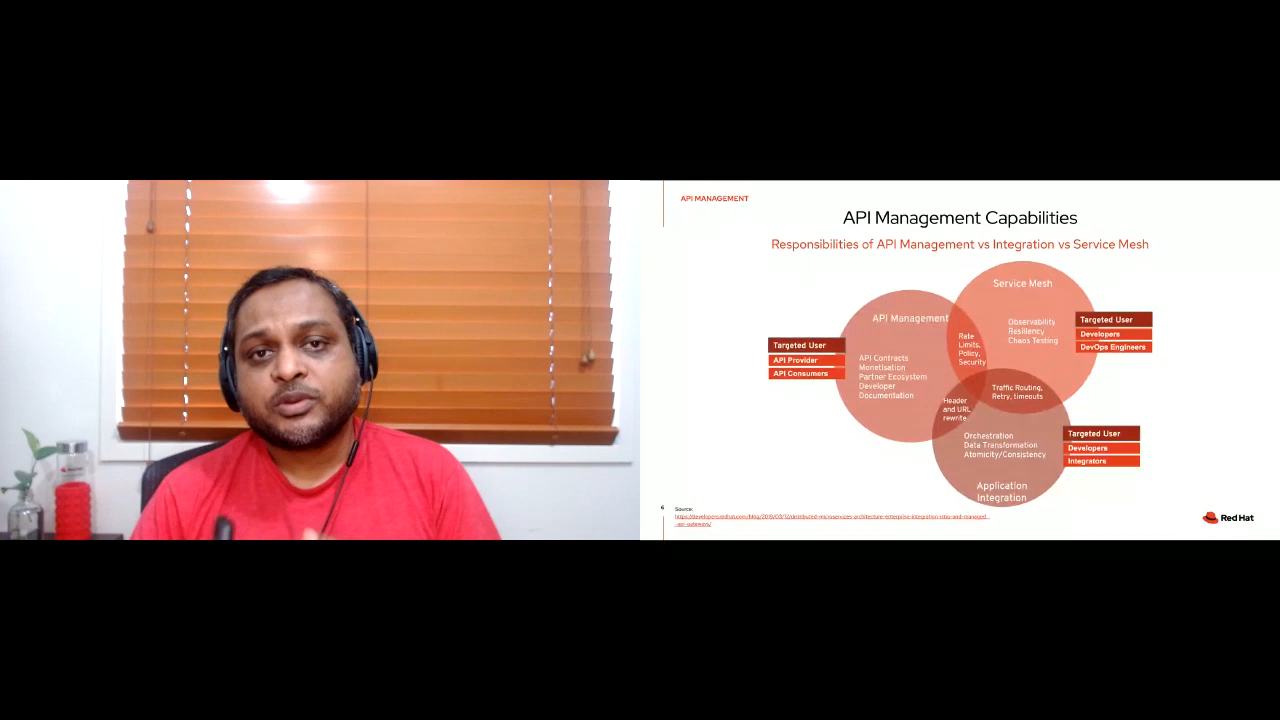 API MANAGEMENT
API Management Capabilities
Responsibilities of API Management vs Integration vs Service Mesh
Service Mesh
Observability
Resiliency
Chaos Testing
Targeted User
Developers
DevOps Engineers
API Management
Rate
Limits,
Policy,
Security
Targeted User
API Provider
API Consumers
API Contracts
Monetisation
Partner Ecosystem
Developer
Documentation
Traffic Routing,
Retry, timeouts
Header
and URL
rewrite
Orchestration
Data Transformation
Atomicity/Consistency
Targeted User
Developers
Integrators
Application
Integration
6
Source:
Red Hat